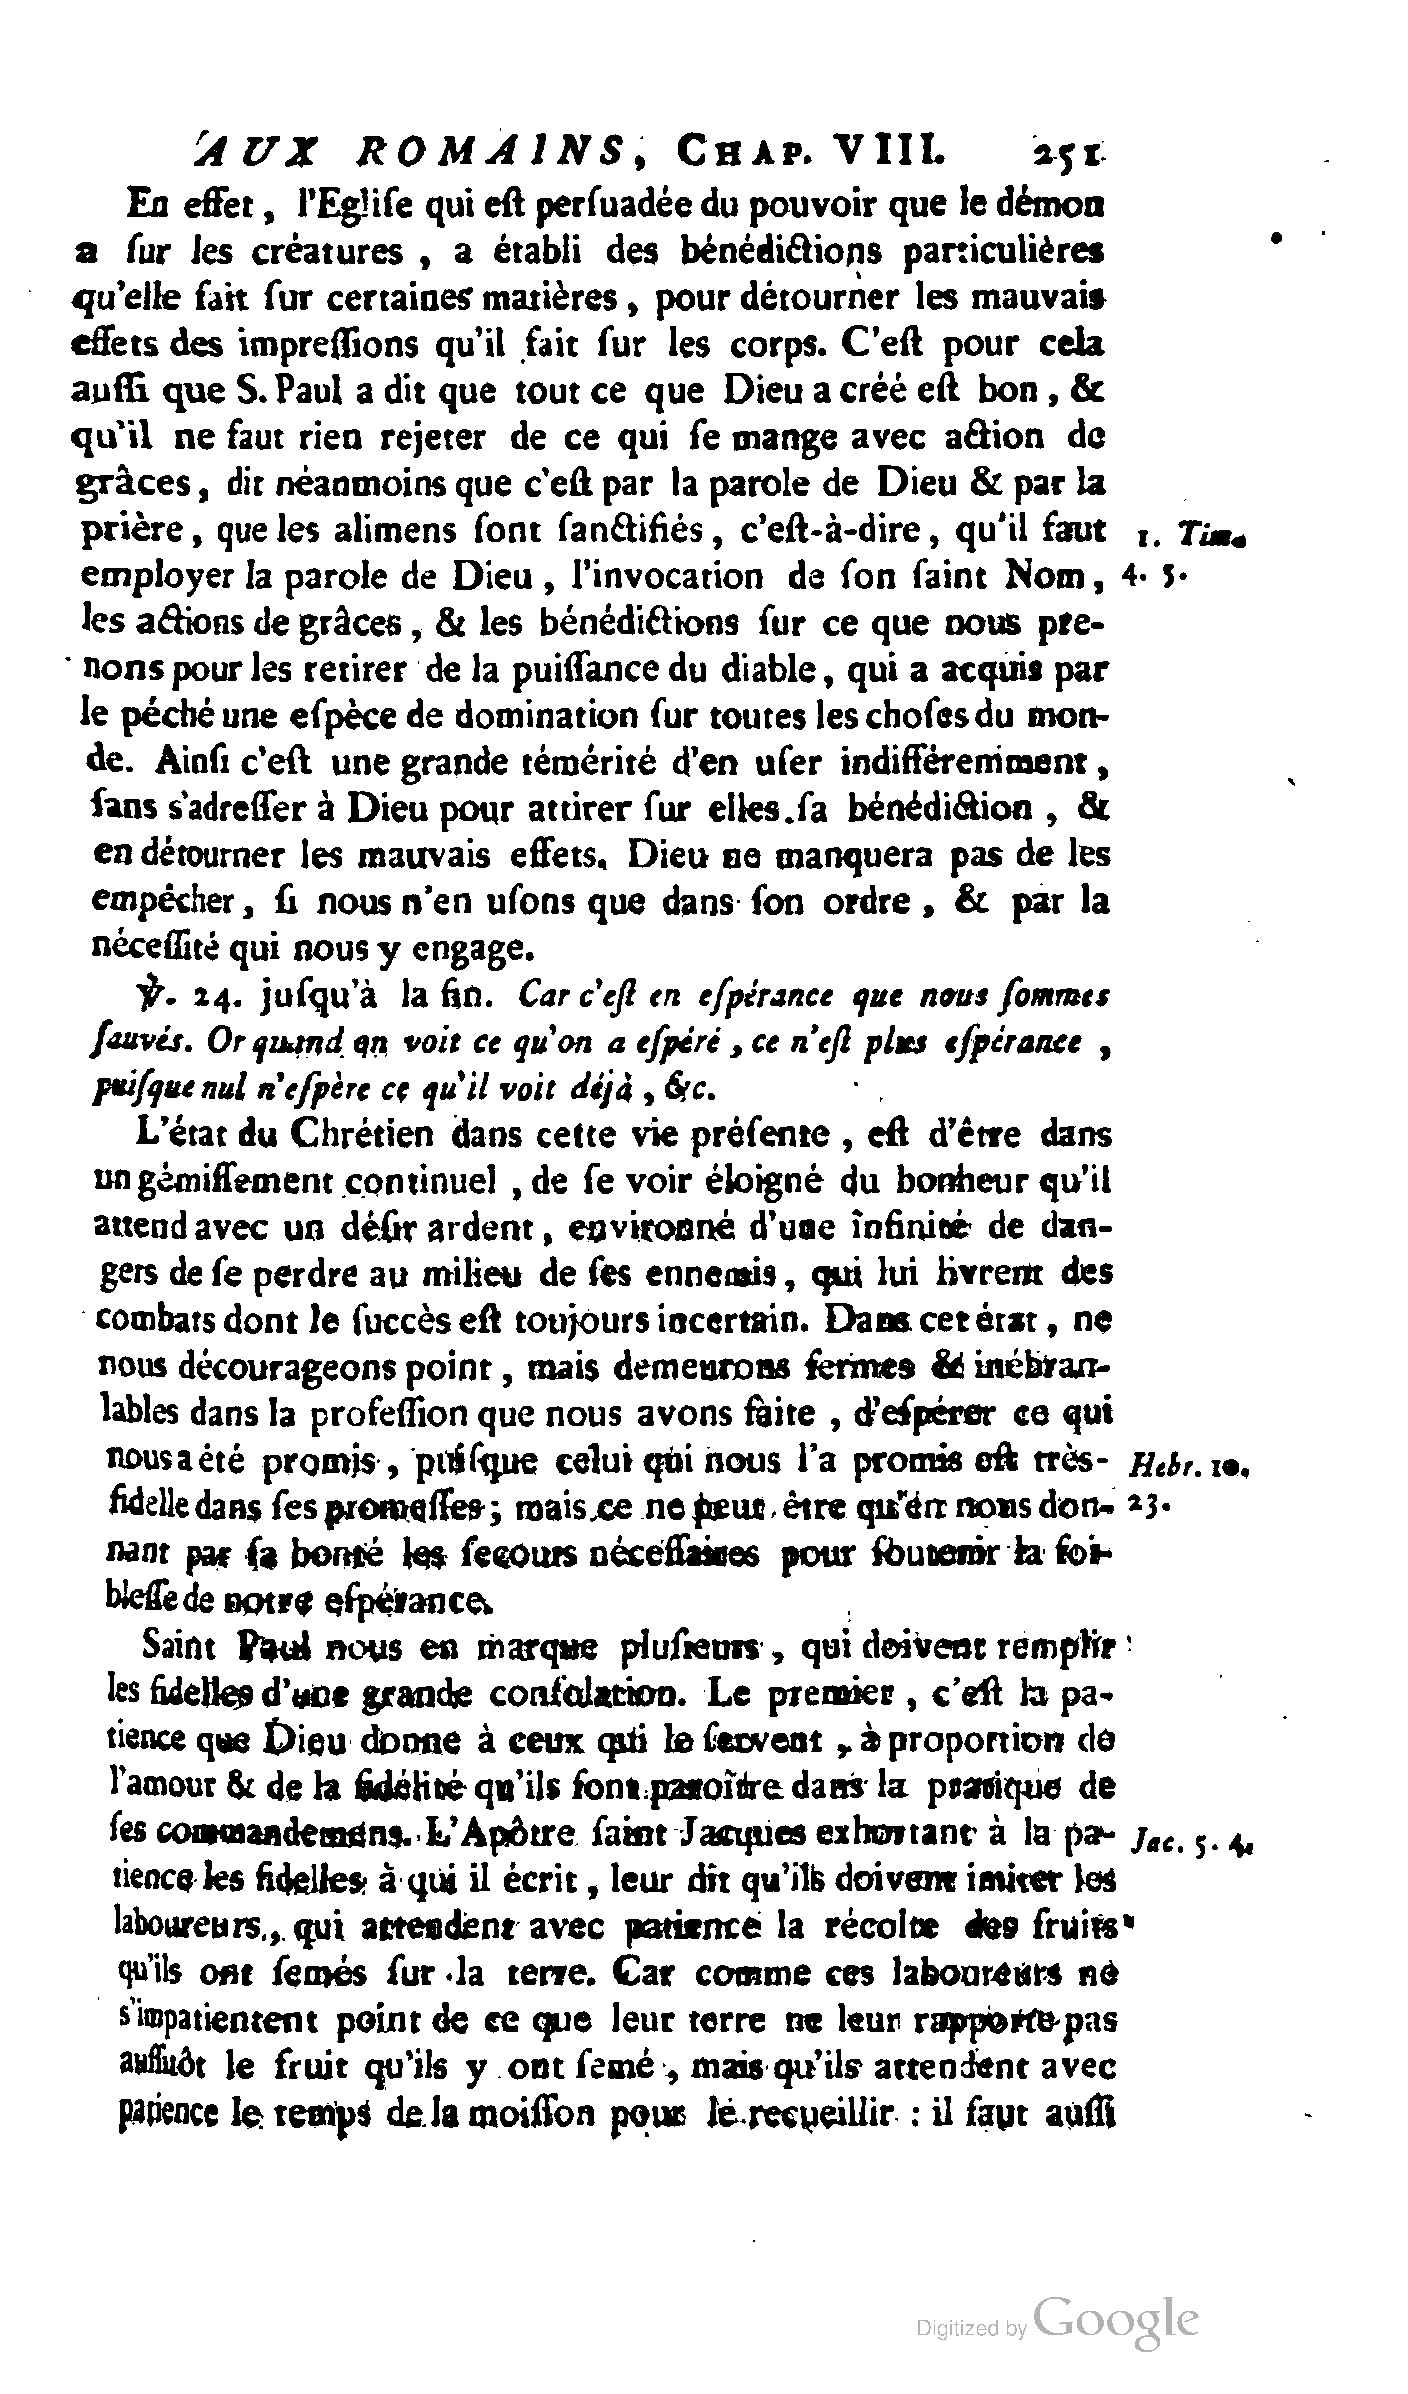 AUX ROMAINS, CHAP. VIII. 251
En effet, l'Egliſe qui eſt perſuadée du pouvoir que le démon
a ſur les créatures, a établi des bénédictions particulières
qu'elle fait ſur certaines matières, pour détourner les mauvais
effets des impreſſions qu'il fait ſur les corps. C'eſt pour cela
auſſi que S. Paul a dit que tout ce que Dieu a créé eſt bon, &
qu'il ne faut rien rejeter de ce qui ſe mange avec action de
grâces, dit néanmoins que c'eſt par la parole de Dieu & par la
prière, que les alimens ſont ſanctifiés, c'eſt-à-dire, qu'il faut 1. Tim.
employer la parole de Dieu, l'invocation de ſon ſaint Nom, 4. 5.
les actions de grâces, & les bénédictions ſur ce que nous pre-
nons pour les retirer de la puiſſance du diable, qui a acquis par
le péché une eſpèce de domination ſur toutes les choſes du mon-
de. Ainſi c'eſt une grande témérité d'en uſer indifféremment,
ſans s'adreſſer à Dieu pour attirer ſur elles ſa bénédiction, &
en détourner les mauvais effets. Dieu ne manquera pas de les
empêcher, ſi nous n'en uſons que dans ſon ordre, & par la
néceſſité qui nous y engage.
℣. 24. juſqu'à la fin. Car c'eſt en eſpérance que nous ſommes
ſauvés. Or quand on voit ce qu'on a eſpéré, ce n'eſt plus eſpérance,
puiſque nul n'eſpère ce qu'il voit déjà, &c.
L'état du Chrétien dans cette vie préſente, eſt d'être dans
un gémiſſement continuel, de ſe voir éloigné du bonheur qu'il
attend avec un déſir ardent, environné d'une infinité de dan-
gers de ſe perdre au milieu de ſes ennemis, qui lui livrent des
combats dont le ſuccès eſt toujours incertain. Dans cet état, ne
nous décourageons point, mais demeurons fermes & inébran-
lables dans la profeſſion que nous avons faite, d'eſpérer ce qui
nous a été promis, puiſque celui qui nous l'a promis eſt très- Hebr. 10.
fidelle dans ſes promeſſes; mais ce ne peut être qu'en nous don- 23.
nant par ſa bonté les ſecours néceſſaires pour ſoutenir la foi-
bleſſe de notre eſpérance.
Saint Paul nous en marque pluſieurs, qui doivent remplir
les fidelles d'une grande conſolation. Le premier, c'eſt la pa-
tience que Dieu donne à ceux qui le ſervent, à proportion de
l'amour & de la fidélité qu'ils font paroître dans la pratique de
ſes commandemens. L'Apôtre ſaint Jacques exhortant à la pa- Jac. 5. 4.
tience les fidelles à qui il écrit, leur dit qu'ils doivent imiter les
laboureurs, qui attendent avec patience la récolte des fruits
qu'ils ont ſemés ſur la terre. Car comme ces laboureurs ne
s'impatientent point de ce que leur terre ne leur rapporte pas
auſſitôt le fruit qu'ils y ont ſemé, mais qu'ils attendent avec
patience le temps de la moiſſon pour le recueillir : il faut auſſi
Digitized by Google